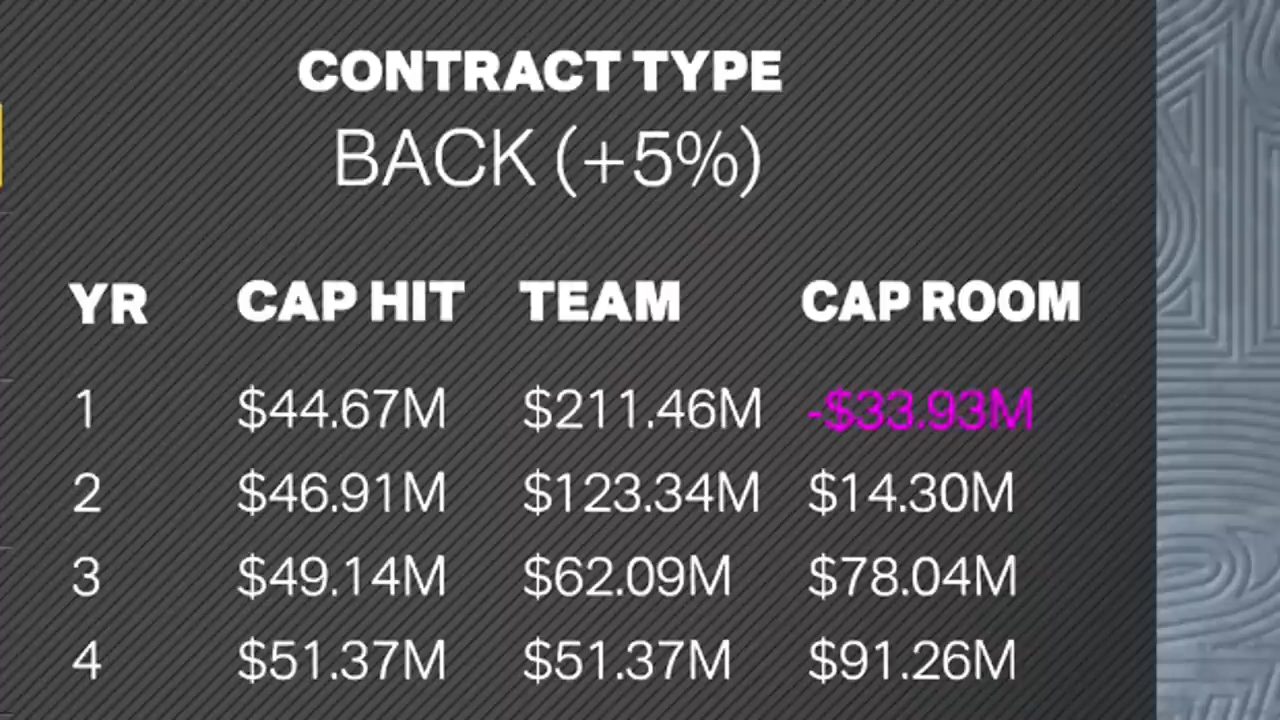 CONTRACT TYPE
BACK (+5%)
YR CAP HIT TEAM CAP ROOM
1 $44.67M $211.46M -$33.93M
2 $46.91M $123.34M $14.30M
3 $49.14M $62.09M $78.04M
4 $51.37M $51.37M $91.26M